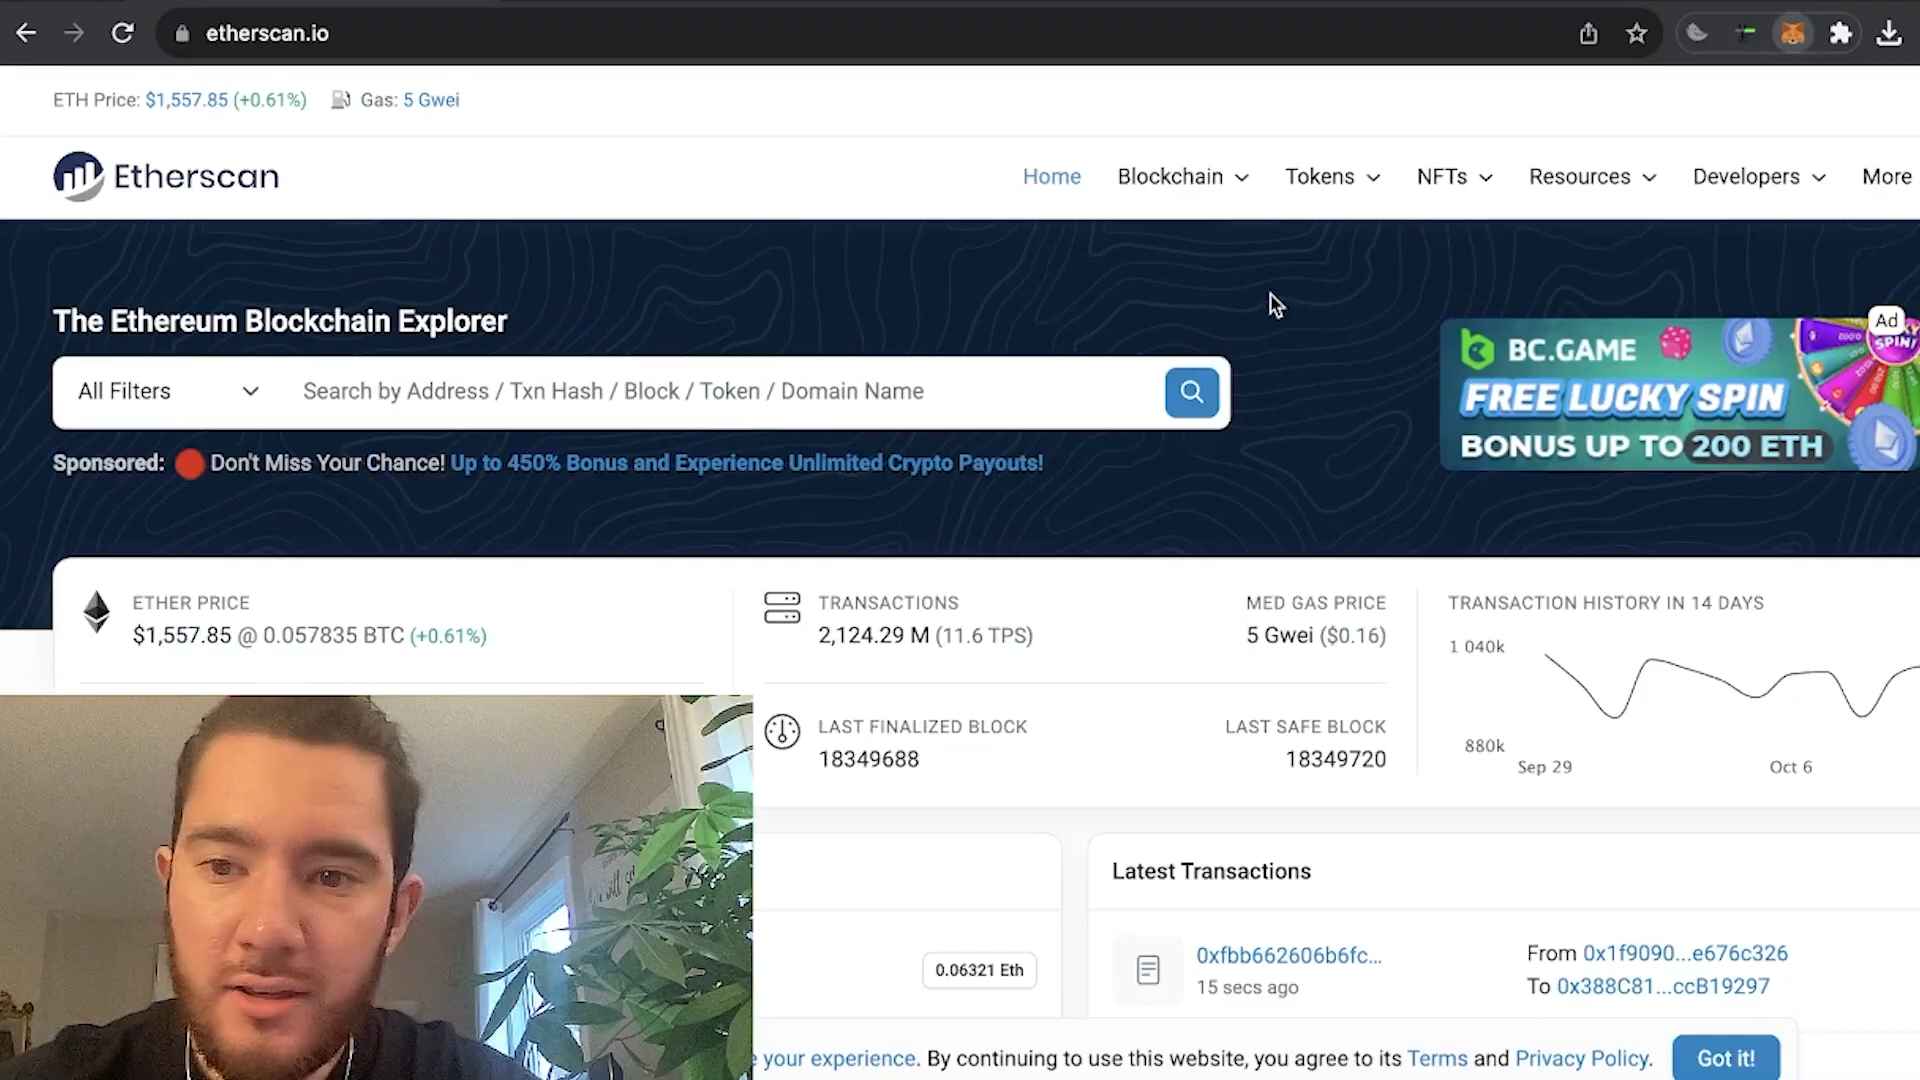 etherscan.io
ETH Price: $1,557.85 (+0.61%) Gas: 5 Gwei
Etherscan
Home Blockchain Tokens NFTs Resources Developers More
The Ethereum Blockchain Explorer
All Filters Search by Address / Txn Hash / Block / Token / Domain Name
Sponsored: Don't Miss Your Chance! Up to 450% Bonus and Experience Unlimited Crypto Payouts!
Ad
BC.GAME
FREE LUCKY SPIN
BONUS UP TO 200 ETH
SPIN!
ETHER PRICE
$1,557.85 @ 0.057835 BTC (+0.61%)
TRANSACTIONS
2,124.29 M (11.6 TPS)
MED GAS PRICE
5 Gwei ($0.16)
LAST FINALIZED BLOCK
18349688
LAST SAFE BLOCK
18349720
TRANSACTION HISTORY IN 14 DAYS
1 040k
880k
Sep 29 Oct 6
0.06321 Eth
Latest Transactions
0xfbb662606b6fc...
15 secs ago
From 0x1f9090...e676c326
To 0x388C81...ccB19297
your experience. By continuing to use this website, you agree to its Terms and Privacy Policy.
Got it!